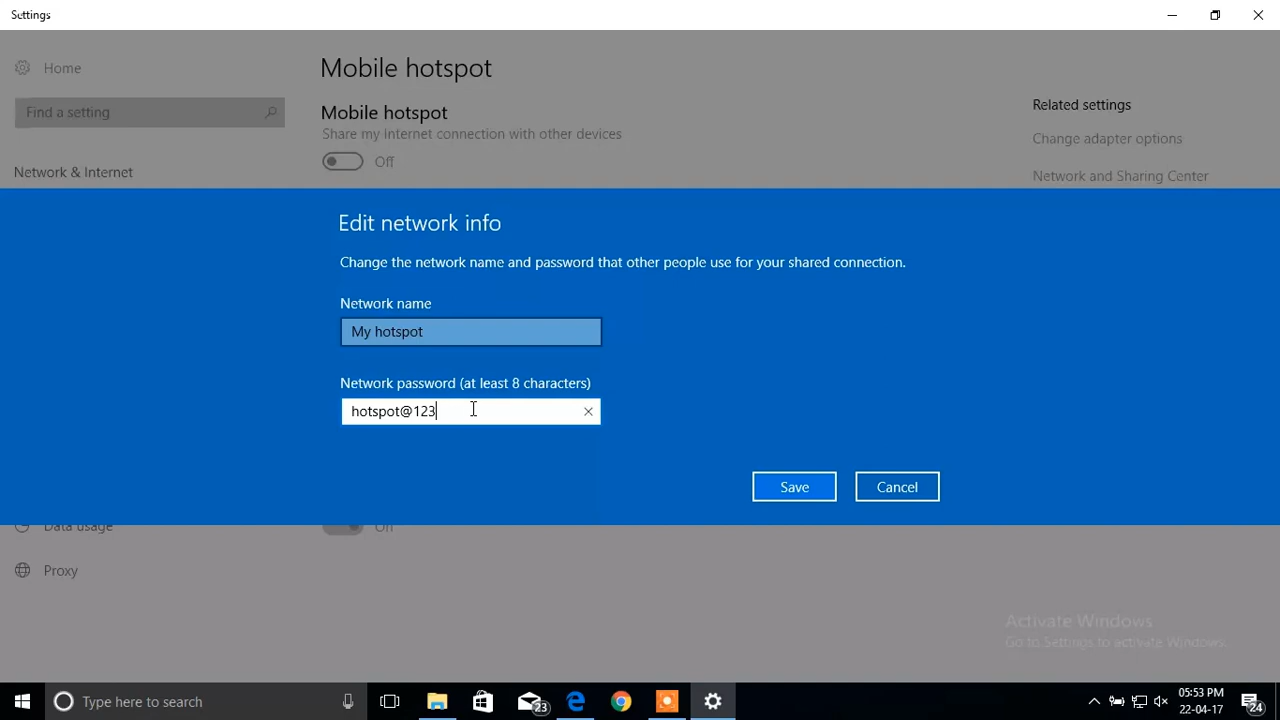 Settings
Home
Find a setting
Network & Internet
Mobile hotspot
Mobile hotspot
Share my Internet connection with other devices
Off
Related settings
Change adapter options
Network and Sharing Center
Edit network info
Change the network name and password that other people use for your shared connection.
Network name
My hotspot
Network password (at least 8 characters)
hotspot@123
Save
Cancel
Data usage
On
Proxy
Activate Windows
Go to Settings to activate Windows.
Type here to search
23
05:53 PM
22-04-17
24